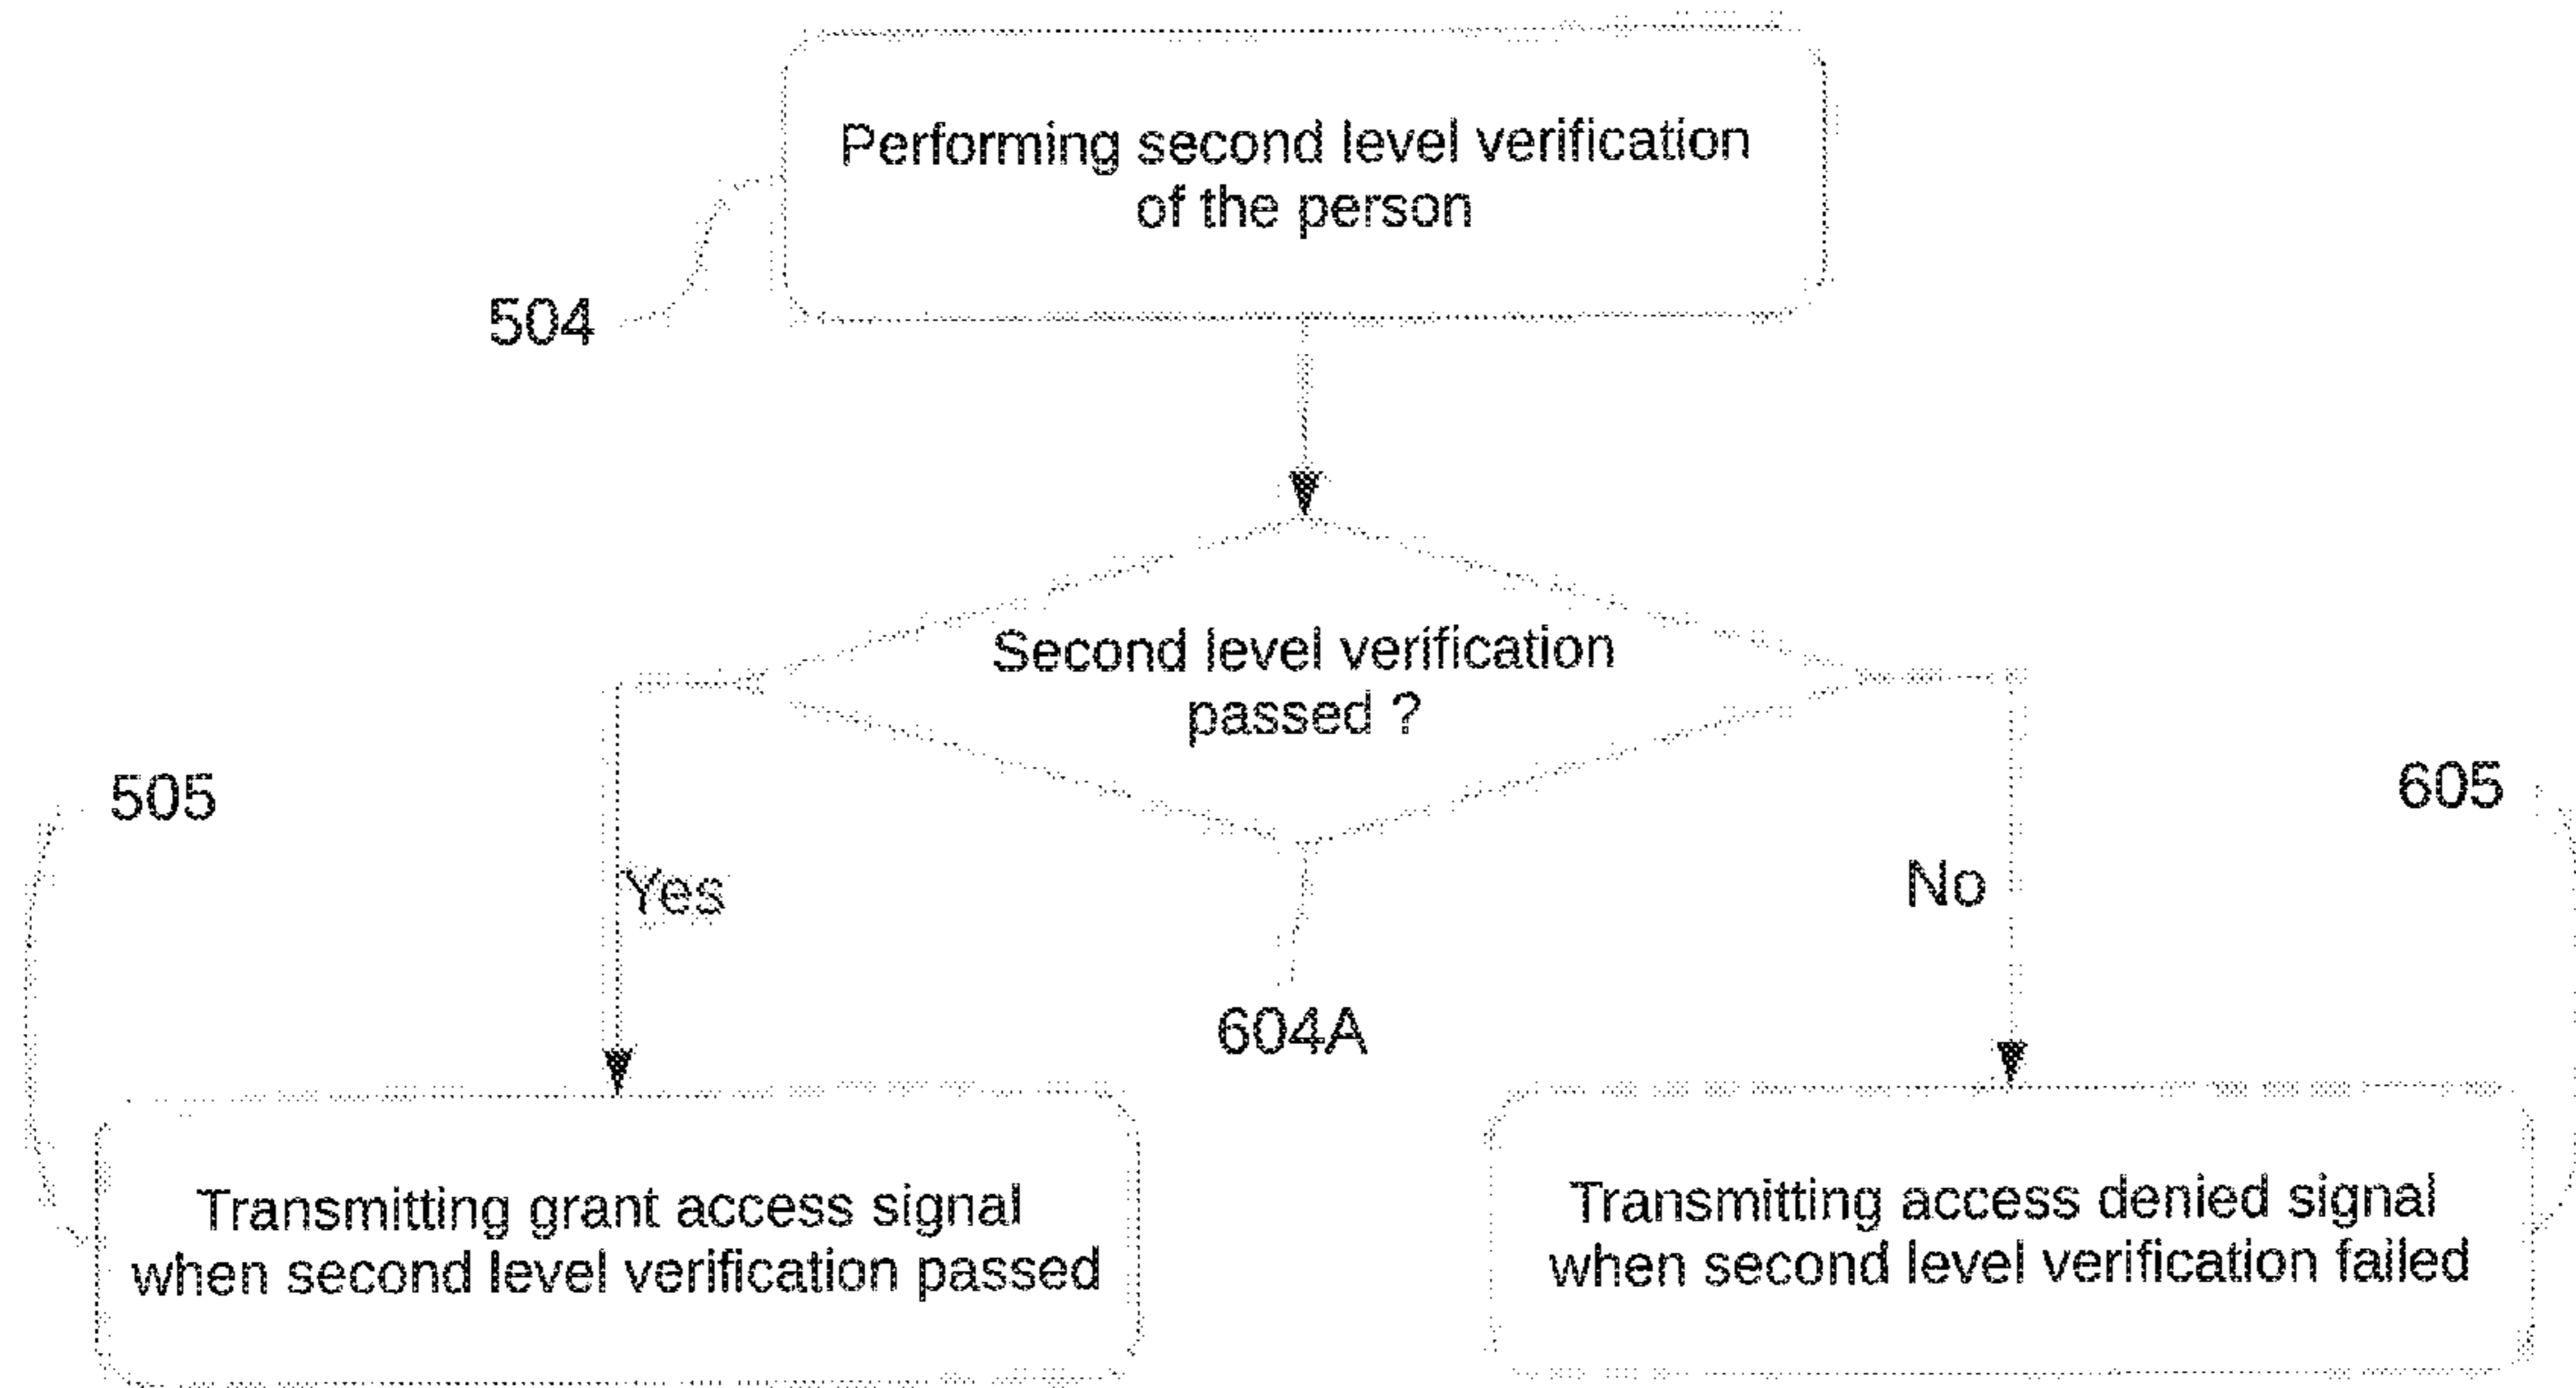 Performing second level verification
of the person
504
Second level verification
passed ?
505
605
Yes
No
604A
Transmitting grant access signal
when second level verification passed
Transmitting access denied signal
when second level verification failed